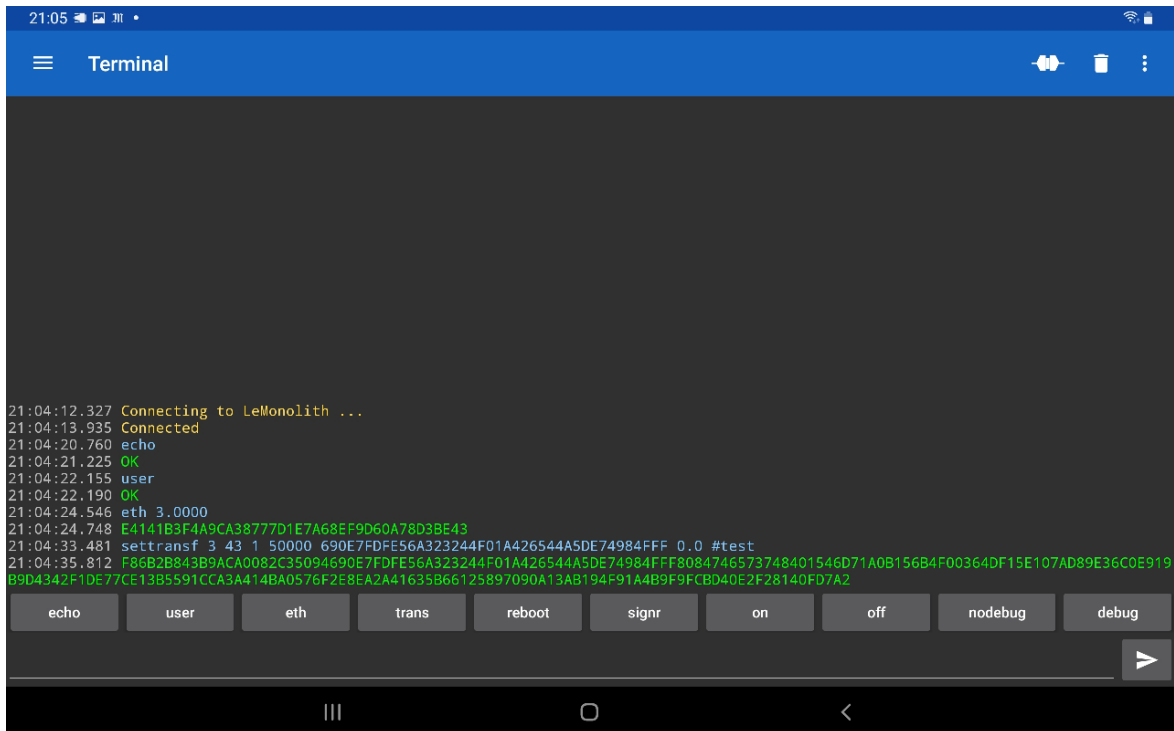 21:05
Terminal
21:04:12.327 Connecting to LeMonolith ...
21:04:13.935 Connected
21:04:20.760 echo
21:04:21.225 OK
21:04:22.155 user
21:04:22.190 OK
21:04:24.546 eth 3.0000
21:04:24.748 E4141B3F4A9CA38777D1E7A68EF9D60A78D3BE43
21:04:33.481 settransf 3 43 1 50000 690E7FDFE56A323244F01A426544A5DE74984FFF 0.0 #test
21:04:35.812 F86B2B843B9ACA0082C35094690E7FDFE56A323244F01A426544A5DE74984FFF8084746573748401546D71A0B156B4F00364DF15E107AD89E36C0E919
B9D4342F1DE77CE13B5591CCA3A414BA0576F2E8EA2A41635B66125897090A13AB194F91A4B9F9FCBD40E2F28140FD7A2
echo user eth trans reboot signr on off nodebug debug